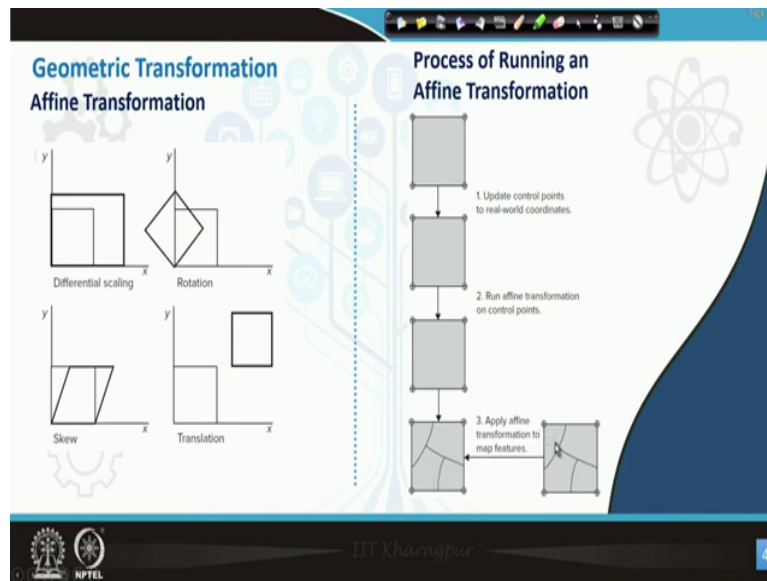 Geometric Transformation
Affine Transformation
y
x
Differential scaling
y
x
Rotation
y
x
Skew
y
x
Translation
Process of Running an
Affine Transformation
1. Update control points
to real-world coordinates.
2. Run affine transformation
on control points.
3. Apply affine
transformation to
map features.
NPTEL
IIT Kharagpur
4